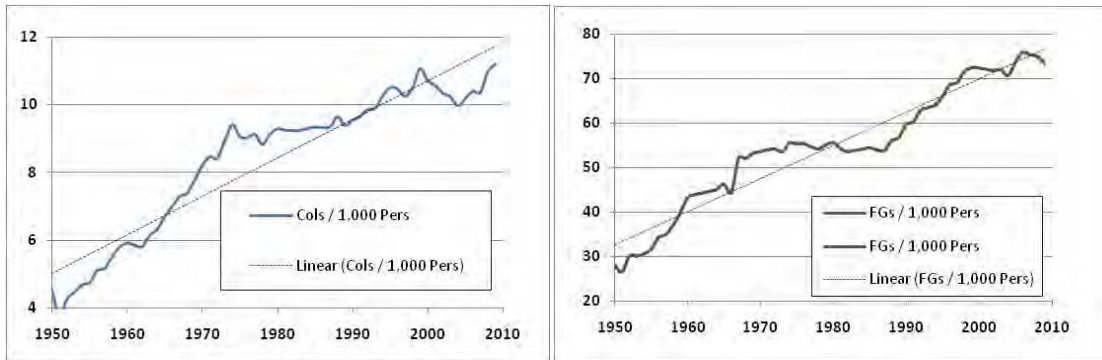 12
10
8
6
4
1950 1960 1970 1980 1990 2000 2010
Cols / 1,000 Pers
Linear (Cols / 1,000 Pers)
80
70
60
50
40
30
20
1950 1960 1970 1980 1990 2000 2010
FGs / 1,000 Pers
FGs / 1,000 Pers
Linear (FGs / 1,000 Pers)